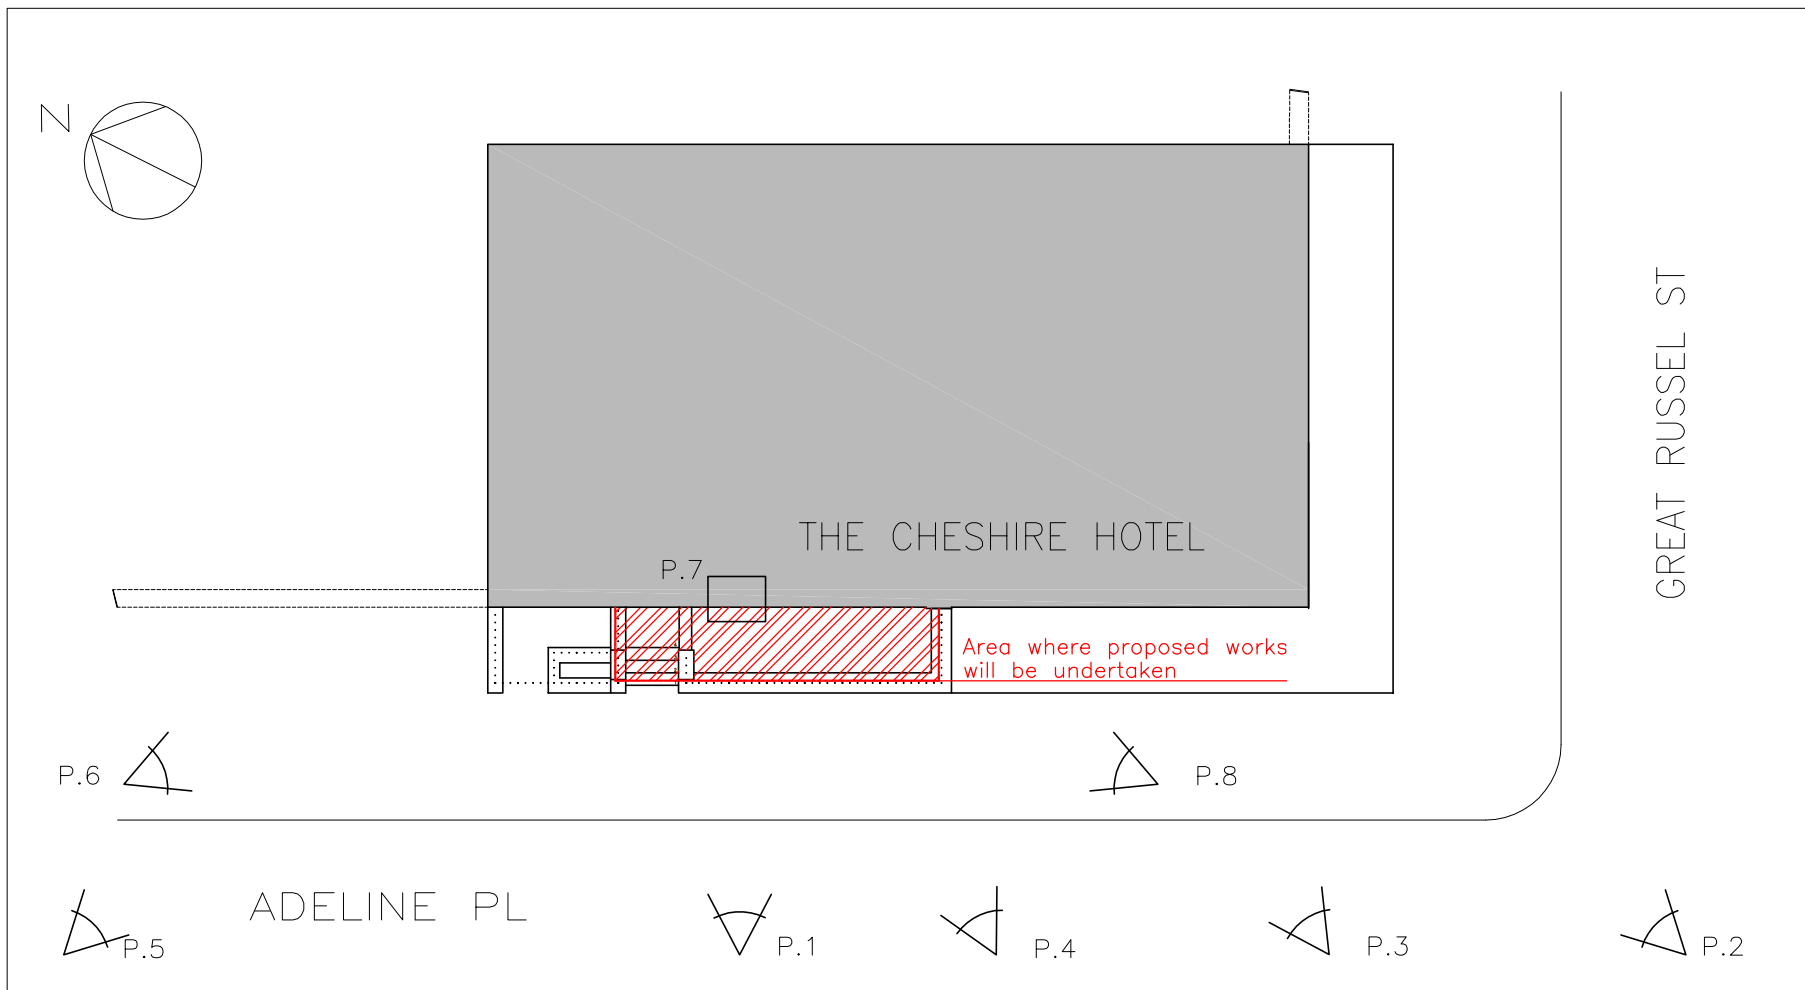 N
GREAT RUSSEL ST
THE CHESHIRE HOTEL
P.7
Area where proposed works
will be undertaken
P.6
P.8
ADELINE PL
P.5
P.1
P.4
P.3
P.2